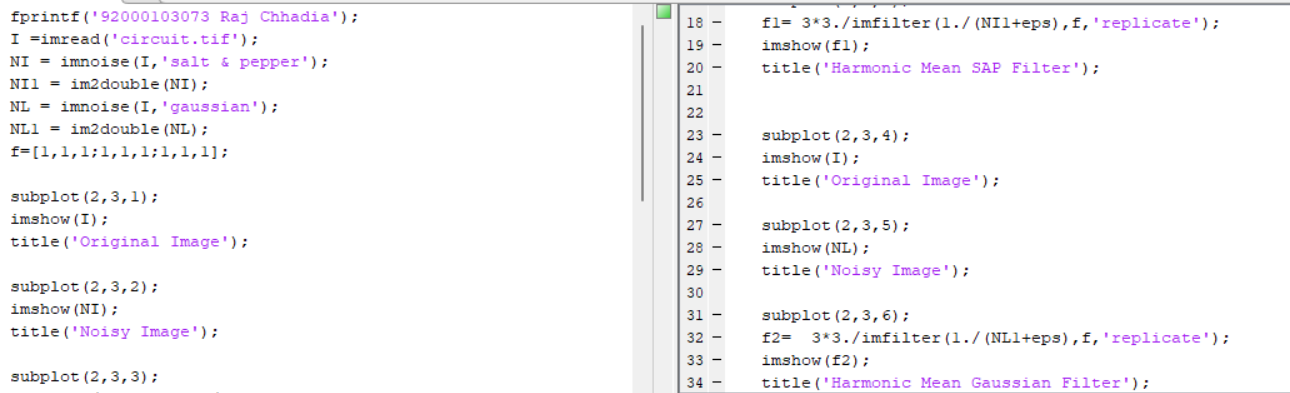 fprintf('92000103073 Raj Chhadia');
I =imread('circuit.tif');
NI = imnoise(I,'salt & pepper');
NI1 = im2double(NI);
NL = imnoise(I,'gaussian');
NL1 = im2double(NL);
f=[1,1,1;1,1,1;1,1,1];
subplot(2,3,1);
imshow(I);
title('Original Image');
subplot(2,3,2);
imshow(NI);
title('Noisy Image');
subplot(2,3,3);
18 − f1= 3*3./imfilter(1./(NI1+eps),f,'replicate');
19 − imshow(f1);
20 − title('Harmonic Mean SAP Filter');
21
22
23 − subplot(2,3,4);
24 − imshow(I);
25 − title('Original Image');
26
27 − subplot(2,3,5);
28 − imshow(NL);
29 − title('Noisy Image');
30
31 − subplot(2,3,6);
32 − f2=  3*3./imfilter(1./(NL1+eps),f,'replicate');
33 − imshow(f2);
34 − title('Harmonic Mean Gaussian Filter');